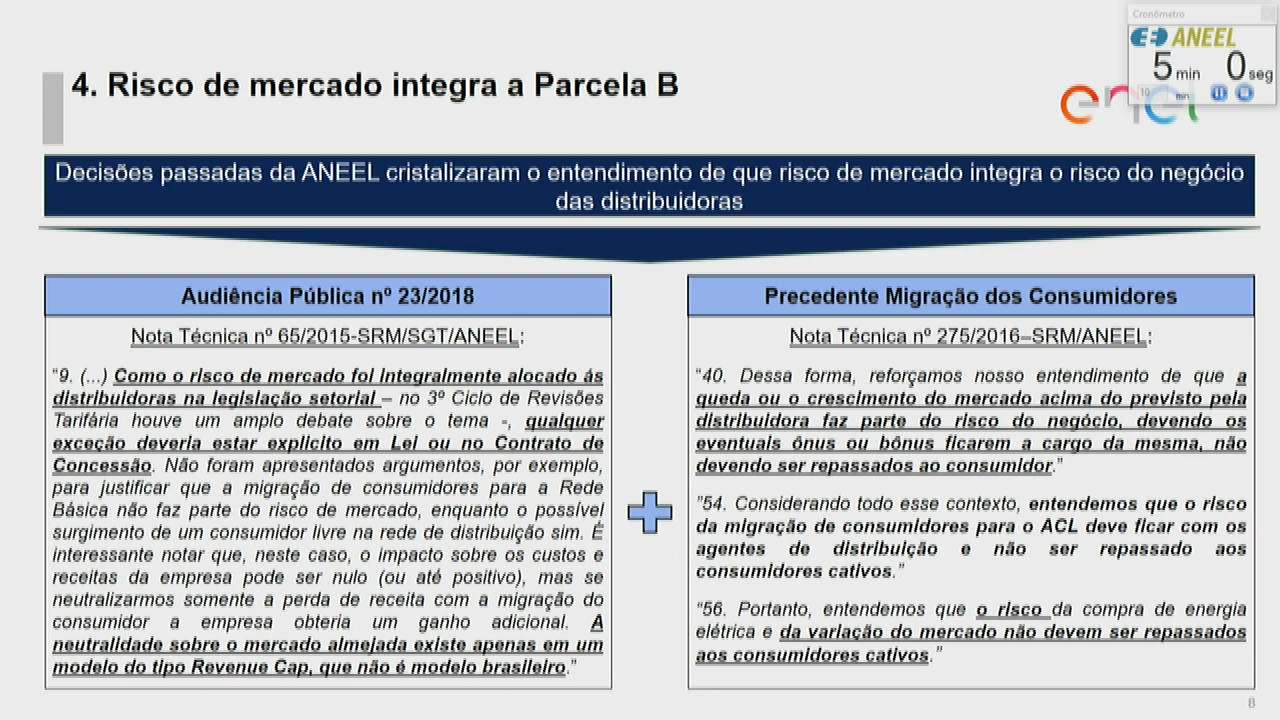 Cronômetro
ANEEL
5 min 0 seg
10 min
4. Risco de mercado integra a Parcela B
enel
Decisões passadas da ANEEL cristalizaram o entendimento de que risco de mercado integra o risco do negócio
das distribuidoras
Audiência Pública nº 23/2018
Nota Técnica nº 65/2015-SRM/SGT/ANEEL:
“9. (...) Como o risco de mercado foi integralmente alocado ás
distribuidoras na legislação setorial – no 3º Ciclo de Revisões
Tarifária houve um amplo debate sobre o tema -, qualquer
exceção deveria estar explicito em Lei ou no Contrato de
Concessão. Não foram apresentados argumentos, por exemplo,
para justificar que a migração de consumidores para a Rede
Básica não faz parte do risco de mercado, enquanto o possível
surgimento de um consumidor livre na rede de distribuição sim. É
interessante notar que, neste caso, o impacto sobre os custos e
receitas da empresa pode ser nulo (ou até positivo), mas se
neutralizarmos somente a perda de receita com a migração do
consumidor a empresa obteria um ganho adicional. A
neutralidade sobre o mercado almejada existe apenas em um
modelo do tipo Revenue Cap, que não é modelo brasileiro.”
Precedente Migração dos Consumidores
Nota Técnica nº 275/2016–SRM/ANEEL:
“40. Dessa forma, reforçamos nosso entendimento de que a
queda ou o crescimento do mercado acima do previsto pela
distribuidora faz parte do risco do negócio, devendo os
eventuais ônus ou bônus ficarem a cargo da mesma, não
devendo ser repassados ao consumidor.”
”54. Considerando todo esse contexto, entendemos que o risco
da migração de consumidores para o ACL deve ficar com os
agentes de distribuição e não ser repassado aos
consumidores cativos.”
“56. Portanto, entendemos que o risco da compra de energia
elétrica e da variação do mercado não devem ser repassados
aos consumidores cativos.”
8